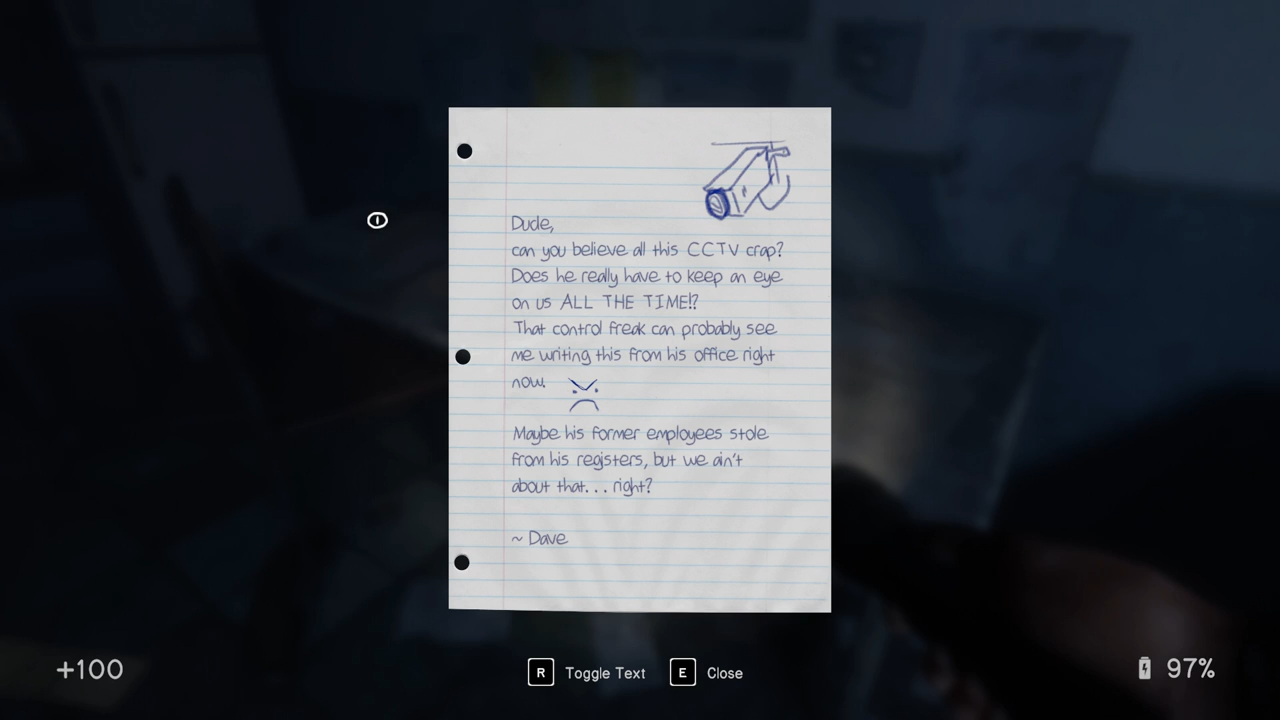 Dude,
can you believe all this CCTV crap?
Does he really have to keep an eye
on us ALL THE TIME!?
That control freak can probably see
me writing this from his office right
now.
Maybe his former employees stole
from his registers, but we ain't
about that... right?
~ Dave
+100
R Toggle Text E Close
97%